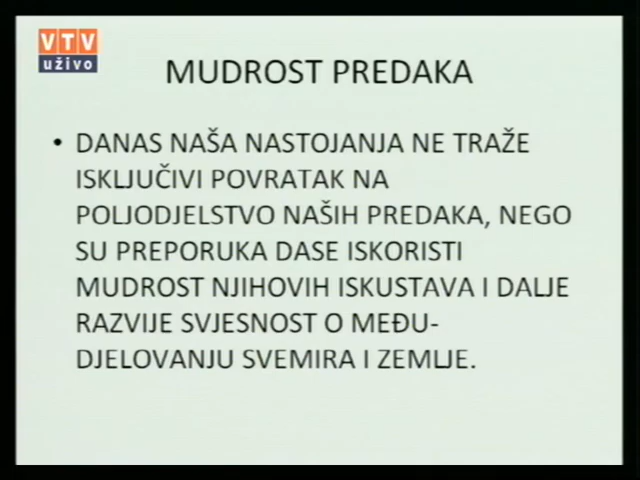 VTV
uživo
MUDROST PREDAKA
• DANAS NAŠA NASTOJANJA NE TRAŽE
ISKLJUČIVI POVRATAK NA
POLJODJELSTVO NAŠIH PREDAKA, NEGO
SU PREPORUKA DASE ISKORISTI
MUDROST NJIHOVIH ISKUSTAVA I DALJE
RAZVIJE SVJESNOST O MEĐU-
DJELOVANJU SVEMIRA I ZEMLJE.